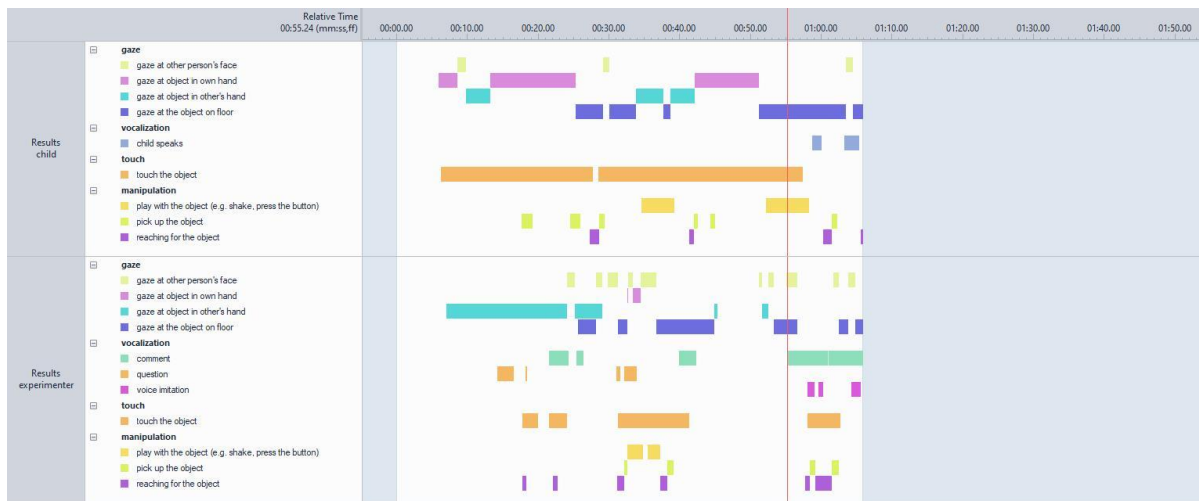 Relative Time
00:55.24 (mm:ss,ff)
00:00.00 00:10.00 00:20.00 00:30.00 00:40.00 00:50.00 01:00.00 01:10.00 01:20.00 01:30.00 01:40.00 01:50.00
Results child
gaze
gaze at other person's face
gaze at object in own hand
gaze at object in other's hand
gaze at the object on floor
vocalization
child speaks
touch
touch the object
manipulation
play with the object (e.g. shake, press the button)
pick up the object
reaching for the object
Results experimenter
gaze
gaze at other person's face
gaze at object in own hand
gaze at object in other's hand
gaze at the object on floor
vocalization
comment
question
voice imitation
touch
touch the object
manipulation
play with the object (e.g. shake, press the button)
pick up the object
reaching for the object